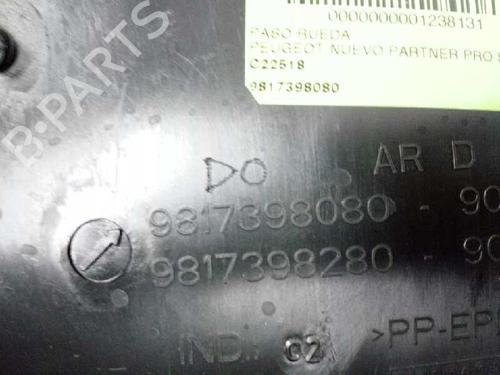 0000000001238131
PASO RUEDA
PEUGEOT NUEVO PARTNER PRO S
C22518
9817398080
B-PARTS
DO
AR D
9817398080 - 90
9817398280 - 90
IND.: G2
>PP-EP